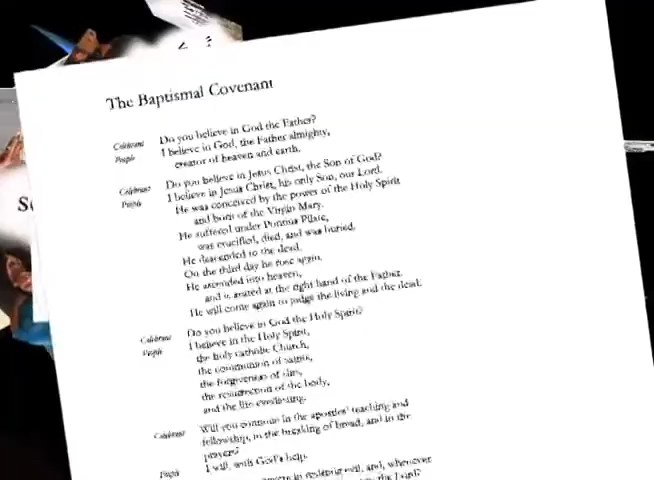 The Baptismal Covenant
Celebrant Do you believe in God the Father?
People I believe in God, the Father almighty,
creator of heaven and earth.
Celebrant Do you believe in Jesus Christ, the Son of God?
People I believe in Jesus Christ, his only Son, our Lord.
He was conceived by the power of the Holy Spirit
and born of the Virgin Mary.
He suffered under Pontius Pilate,
was crucified, died, and was buried.
He descended to the dead.
On the third day he rose again.
He ascended into heaven,
and is seated at the right hand of the Father.
He will come again to judge the living and the dead.
Celebrant Do you believe in God the Holy Spirit?
People I believe in the Holy Spirit,
the holy catholic Church,
the communion of saints,
the forgiveness of sins,
the resurrection of the body,
and the life everlasting.
Celebrant Will you continue in the apostles' teaching and
fellowship, in the breaking of bread, and in the
prayers?
People I will, with God's help.
in resisting evil, and, whenever
the Lord?